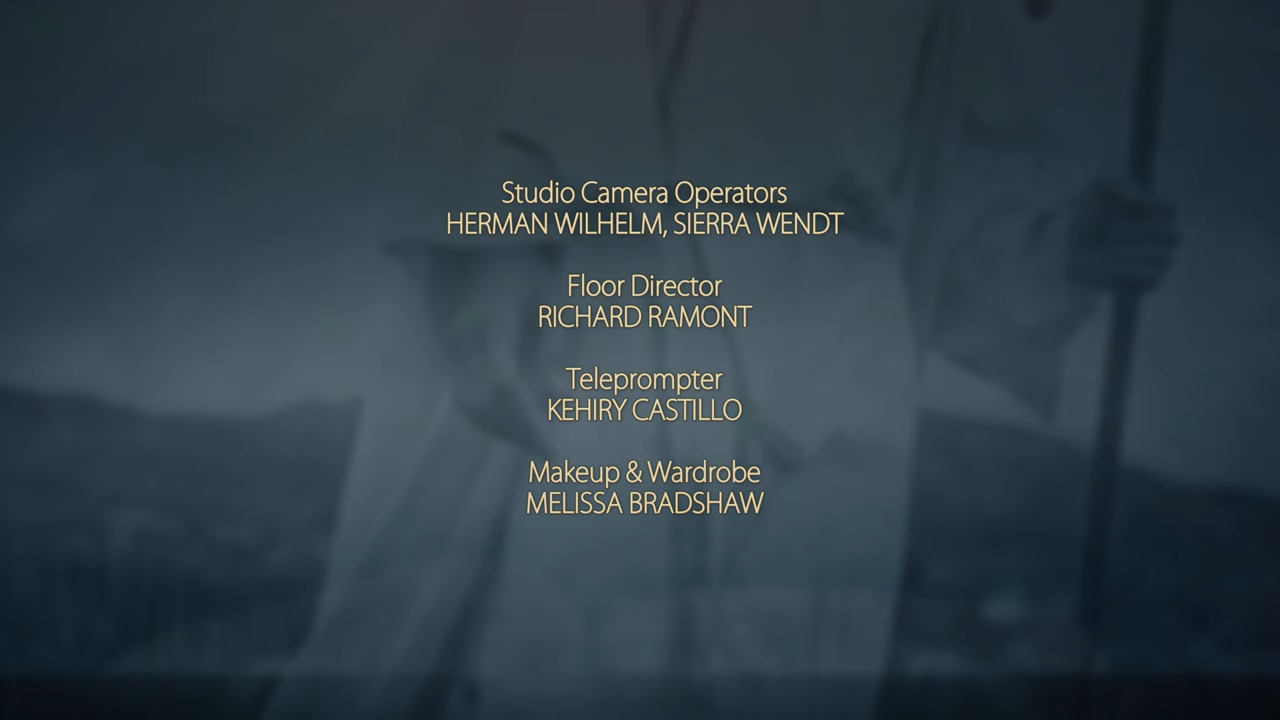 Studio Camera Operators
HERMAN WILHELM, SIERRA WENDT
Floor Director
RICHARD RAMONT
Teleprompter
KEHIRY CASTILLO
Makeup & Wardrobe
MELISSA BRADSHAW